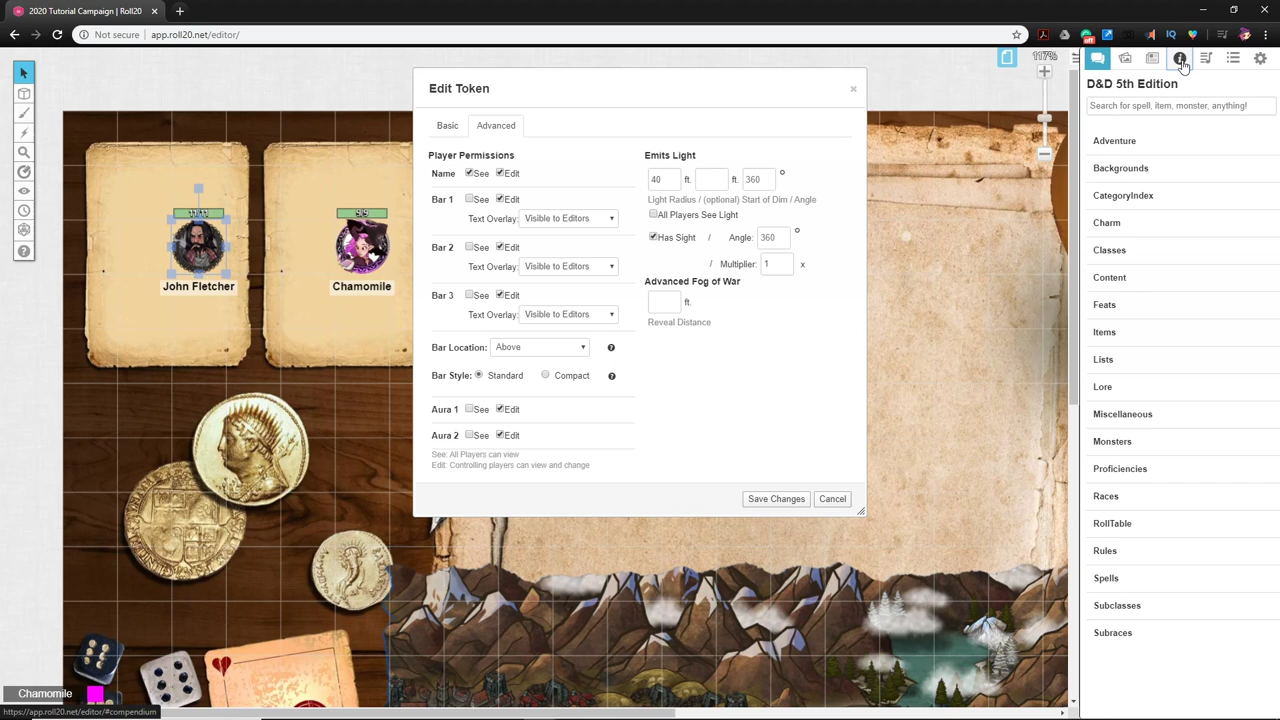 2020 Tutorial Campaign | Roll20
Not secure | app.roll20.net/editor/
off
117%
D&D 5th Edition
Search for spell, item, monster, anything!
Adventure
Backgrounds
CategoryIndex
Charm
Classes
Content
Feats
Items
Lists
Lore
Miscellaneous
Monsters
Proficiencies
Races
RollTable
Rules
Spells
Subclasses
Subraces
11/11
John Fletcher
9/9
Chamomile
Edit Token
Basic
Advanced
Player Permissions
Name See Edit
Bar 1 See Edit
Text Overlay: Visible to Editors
Bar 2 See Edit
Text Overlay: Visible to Editors
Bar 3 See Edit
Text Overlay: Visible to Editors
Bar Location: Above
Bar Style: Standard Compact
Aura 1 See Edit
Aura 2 See Edit
See: All Players can view
Edit: Controlling players can view and change
Emits Light
40 ft. ft. 360 °
Light Radius / (optional) Start of Dim / Angle
All Players See Light
Has Sight / Angle: 360 °
/ Multiplier: 1 x
Advanced Fog of War
ft.
Reveal Distance
Save Changes
Cancel
Chamomile
https://app.roll20.net/editor/#compendium